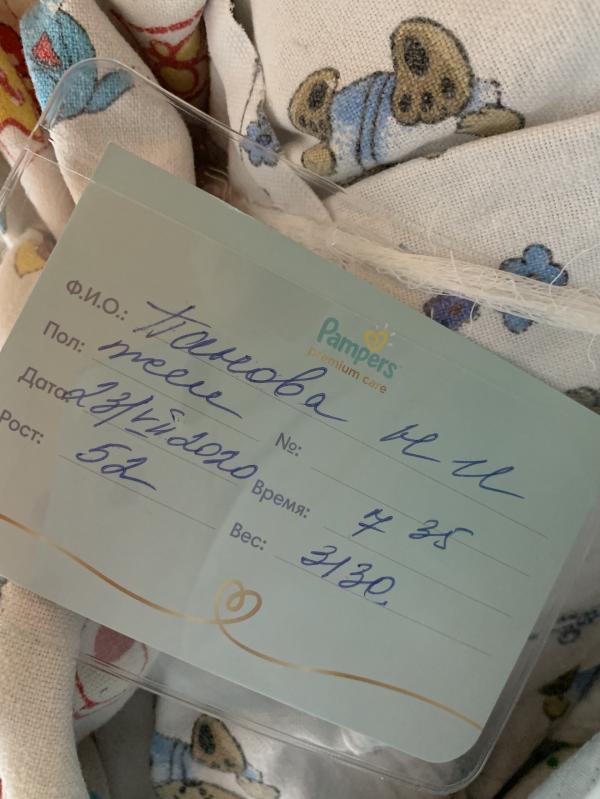 Pampers
premium care
Ф.И.О.: Панова Н И
Пол: жен
№:
Дата: 23/VII 2020
Время: 7 35
Рост: 52
Вес: 3130.